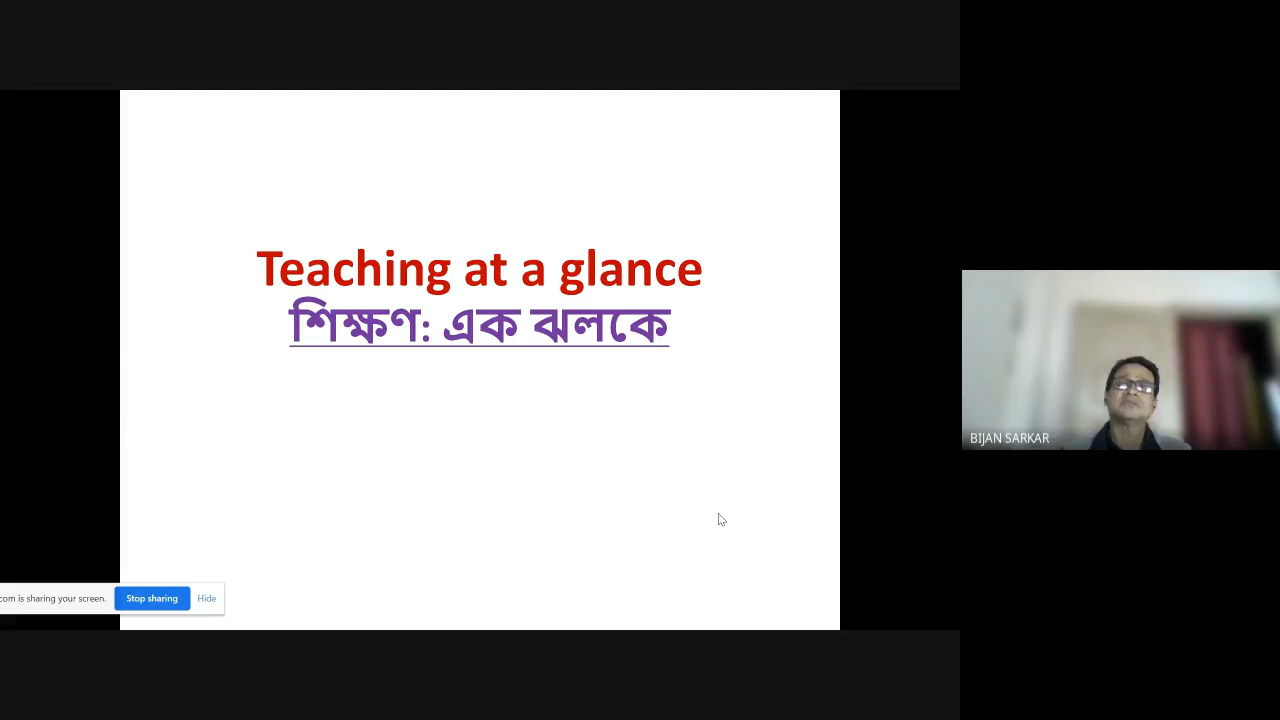 Teaching at a glance
শিক্ষণ: এক ঝলকে
BIJAN SARKAR
com is sharing your screen.
Stop sharing
Hide